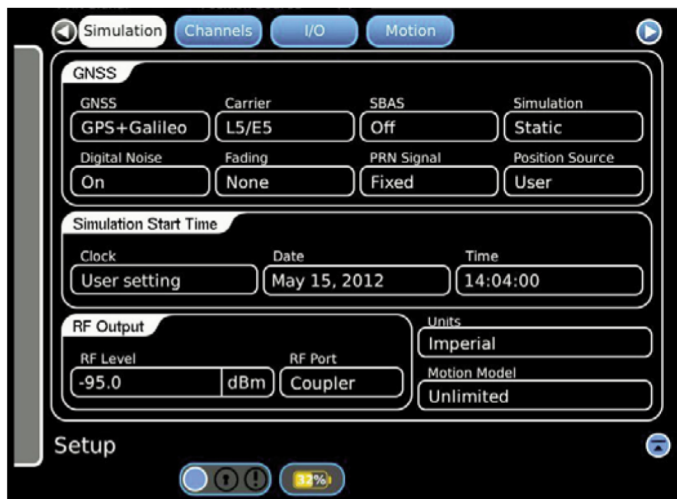 Simulation Channels I/O Motion
GNSS
GNSS Carrier SBAS Simulation
GPS+Galileo L5/E5 Off Static
Digital Noise Fading PRN Signal Position Source
On None Fixed User
Simulation Start Time
Clock Date Time
User setting May 15, 2012 14:04:00
RF Output
RF Level RF Port
-95.0 dBm Coupler
Units
Imperial
Motion Model
Unlimited
Setup
32%